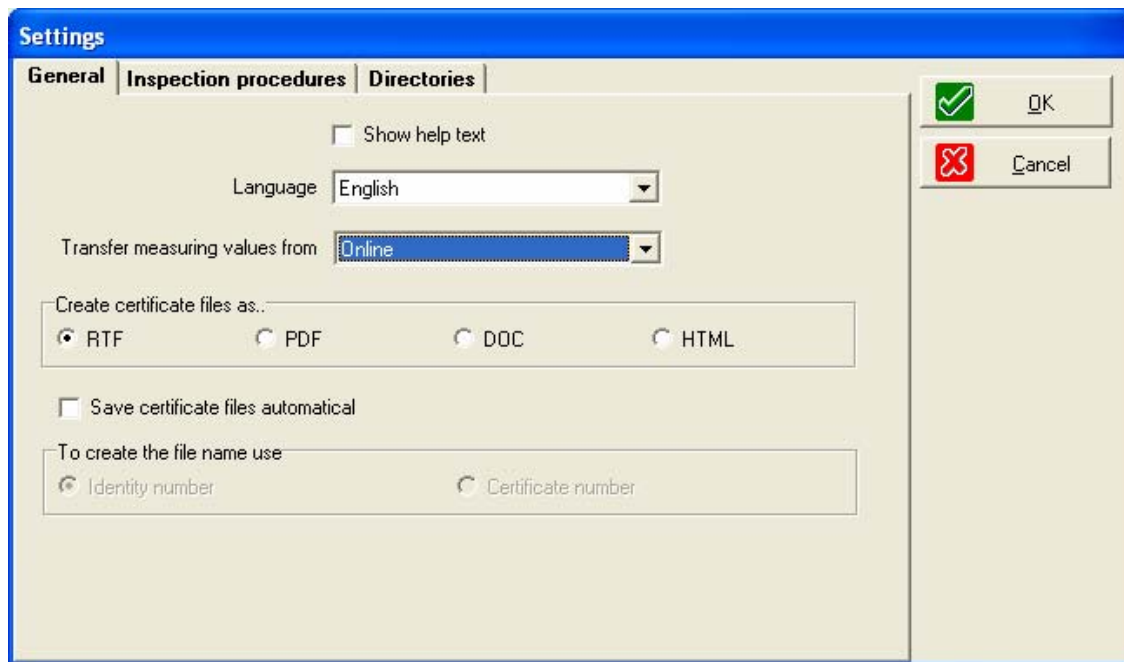 Settings
General Inspection procedures Directories
OK
Show help text
Cancel
Language English
Transfer measuring values from Online
Create certificate files as..
RTF PDF DOC HTML
Save certificate files automatical
To create the file name use
Identity number Certificate number